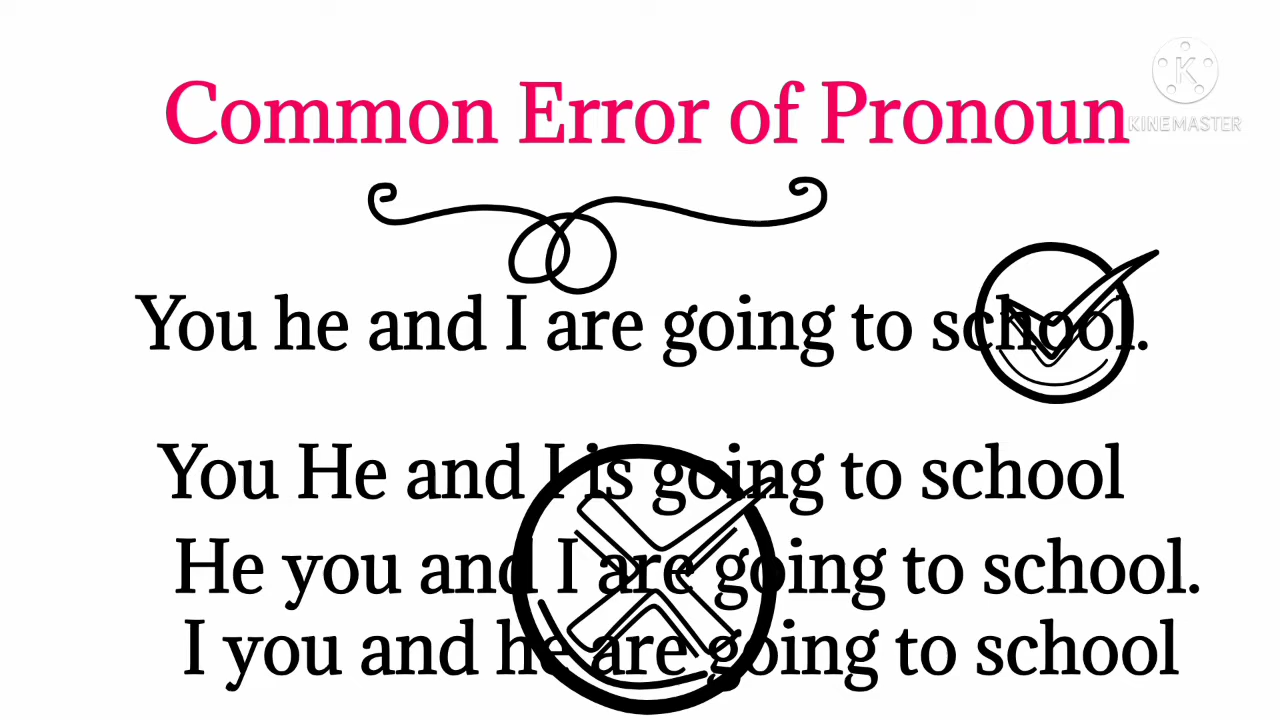 Common Error of Pronoun
K
KINEMASTER
You he and I are going to school.
You He and I is going to school
He you and I are going to school.
I you and he are going to school